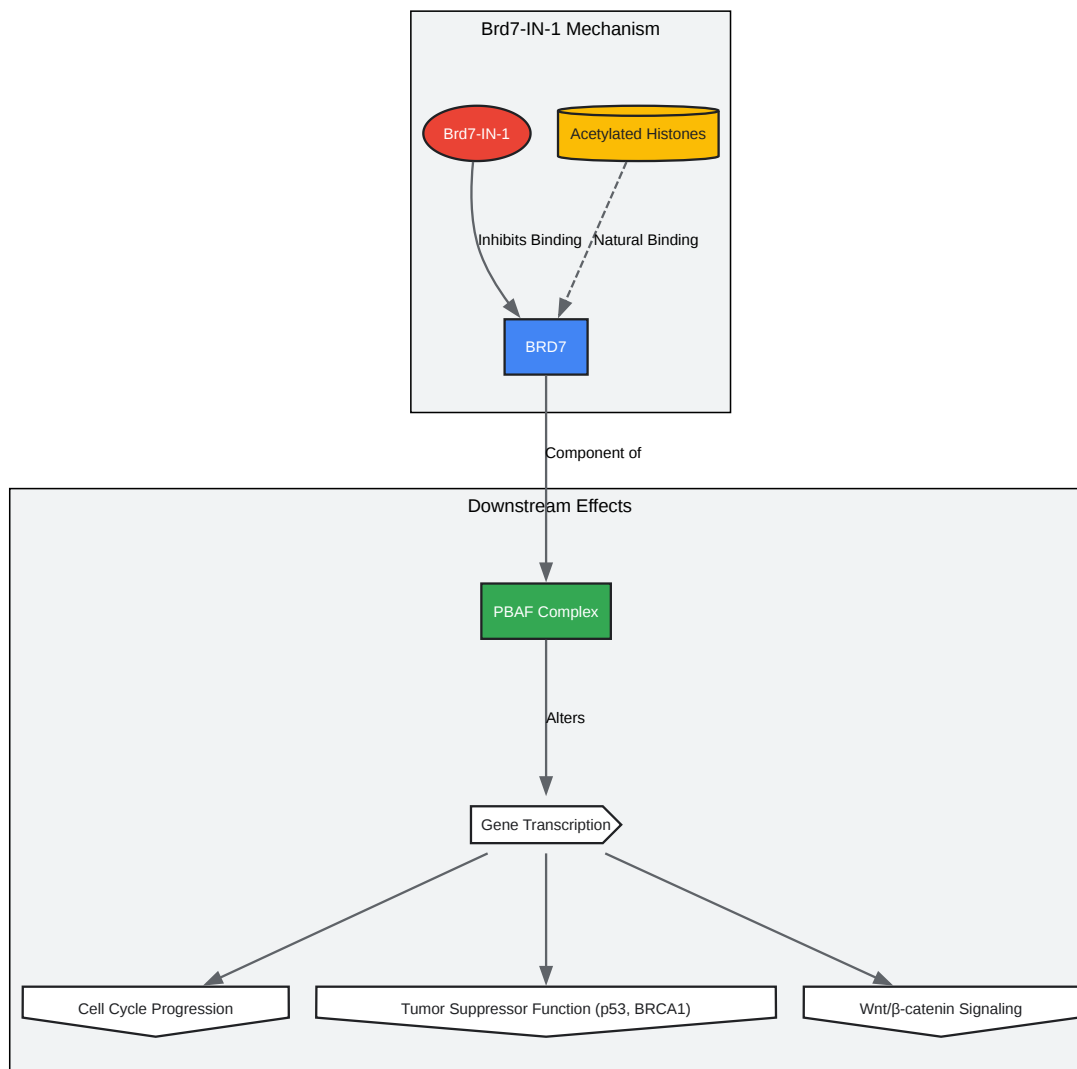 Brd7-IN-1 Mechanism
Brd7-IN-1
Acetylated Histones
Inhibits Binding
Natural Binding
BRD7
Component of
Downstream Effects
PBAF Complex
Alters
Gene Transcription
Cell Cycle Progression
Tumor Suppressor Function (p53, BRCA1)
Wnt/β-catenin Signaling